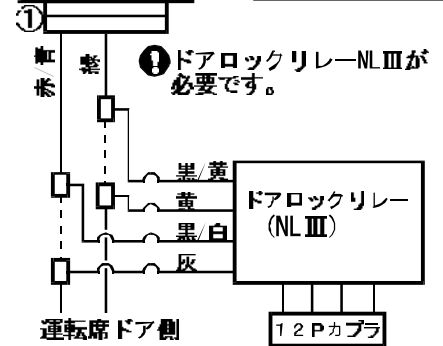 ①
赤/青
紫
！ドアロックリレーNLⅢが
必要です。
黒/黄
黄
黒/白
灰
ドアロックリレー
(NLⅢ)
運転席ドア側
12Pカプラ